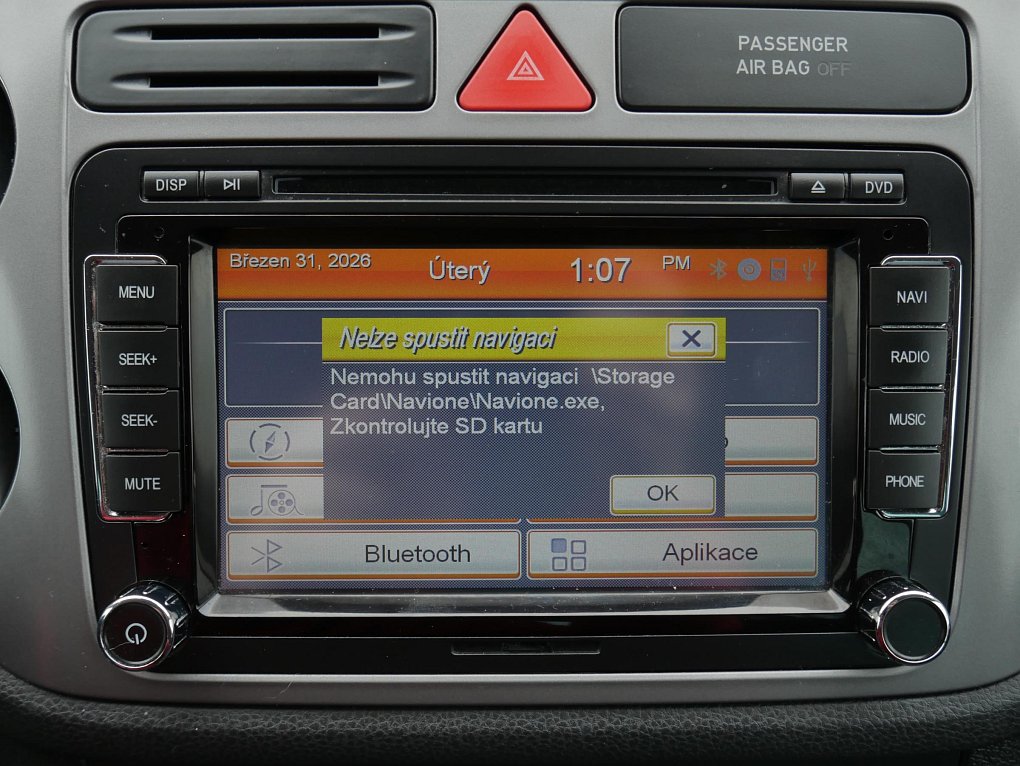 PASSENGER
AIR BAG OFF
DISP
DVD
Březen 31, 2026 Úterý 1:07 PM
MENU
SEEK+
SEEK-
MUTE
Nelze spustit navigaci
Nemohu spustit navigaci \Storage
Card\Navione\Navione.exe,
Zkontrolujte SD kartu
OK
Bluetooth
Aplikace
NAVI
RADIO
MUSIC
PHONE